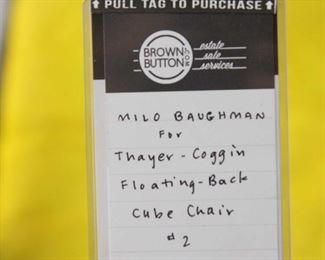 ⬆ PULL TAG TO PURCHASE ⬆
BROWN
BUTTON
.COM
estate
sale
services
MILO BAUGHMAN
FOR
Thayer-Coggin
Floating-Back
Cube Chair
#2